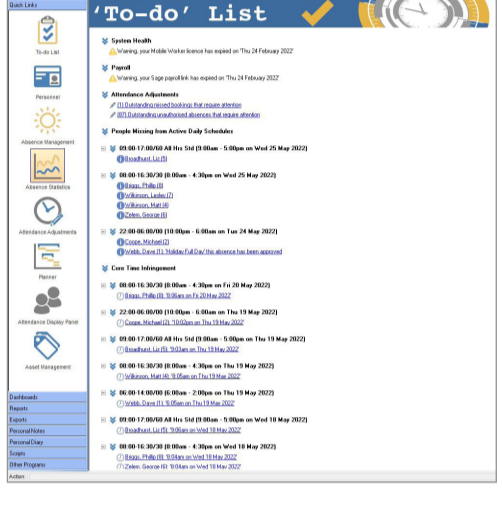 Quick Links
'To-do' List
To-do List
Personnel
Absence Management
Absence Statistics
Attendance Adjustments
Planner
Attendance Display Panel
Asset Management
Dashboards
Reports
Exports
Personal Notes
Personal Diary
Scripts
Other Programs
Action
System Health
Warning, your Mobile Worker licence has expired on 'Thu 24 February 2022'
Payroll
Warning, your Sage payroll link has expired on 'Thu 24 February 2022'
Attendance Adjustments
(1) Outstanding missed bookings that require attention
Outstanding unauthorised absences that require attention
People Missing from Active Daily Schedules
09:00-17:00/60 All Hrs Std (9:00am - 5:00pm on Wed 25 May 2022)
Broadhurst, Liz (5)
08:00-16:30/30 (8:00am - 4:30pm on Wed 25 May 2022)
Briggs, Phillip (8)
Wilkinson, Lesley (7)
Wilkinson, Matt (4)
Zelem, George (6)
22:00-06:00/00 (10:00pm - 6:00am on Tue 24 May 2022)
Coope, Michael (2)
Webb, Dave (1), 'Holiday Full Day' this absence has been approved
Core Time Infringement
08:00-16:30/30 (8:00am - 4:30pm on Fri 20 May 2022)
Briggs, Phillip (8), '8:06am on Fri 20 May 2022'
22:00-06:00/00 (10:00pm - 6:00am on Thu 19 May 2022)
Coope, Michael (2), '10:02pm on Thu 19 May 2022'
09:00-17:00/60 All Hrs Std (9:00am - 5:00pm on Thu 19 May 2022)
Broadhurst, Liz (5), '9:03am on Thu 19 May 2022'
08:00-16:30/30 (8:00am - 4:30pm on Thu 19 May 2022)
Wilkinson, Matt (4), '8:05am on Thu 19 May 2022'
06:00-14:00/00 (6:00am - 2:00pm on Thu 19 May 2022)
Webb, Dave (1), '6:05am on Thu 19 May 2022'
09:00-17:00/60 All Hrs Std (9:00am - 5:00pm on Wed 18 May 2022)
Broadhurst, Liz (5), '9:06am on Wed 18 May 2022'
08:00-16:30/30 (8:00am - 4:30pm on Wed 18 May 2022)
Briggs, Phillip (8), '8:04am on Wed 18 May 2022'
Zelem, George (6), '8:04am on Wed 18 May 2022'